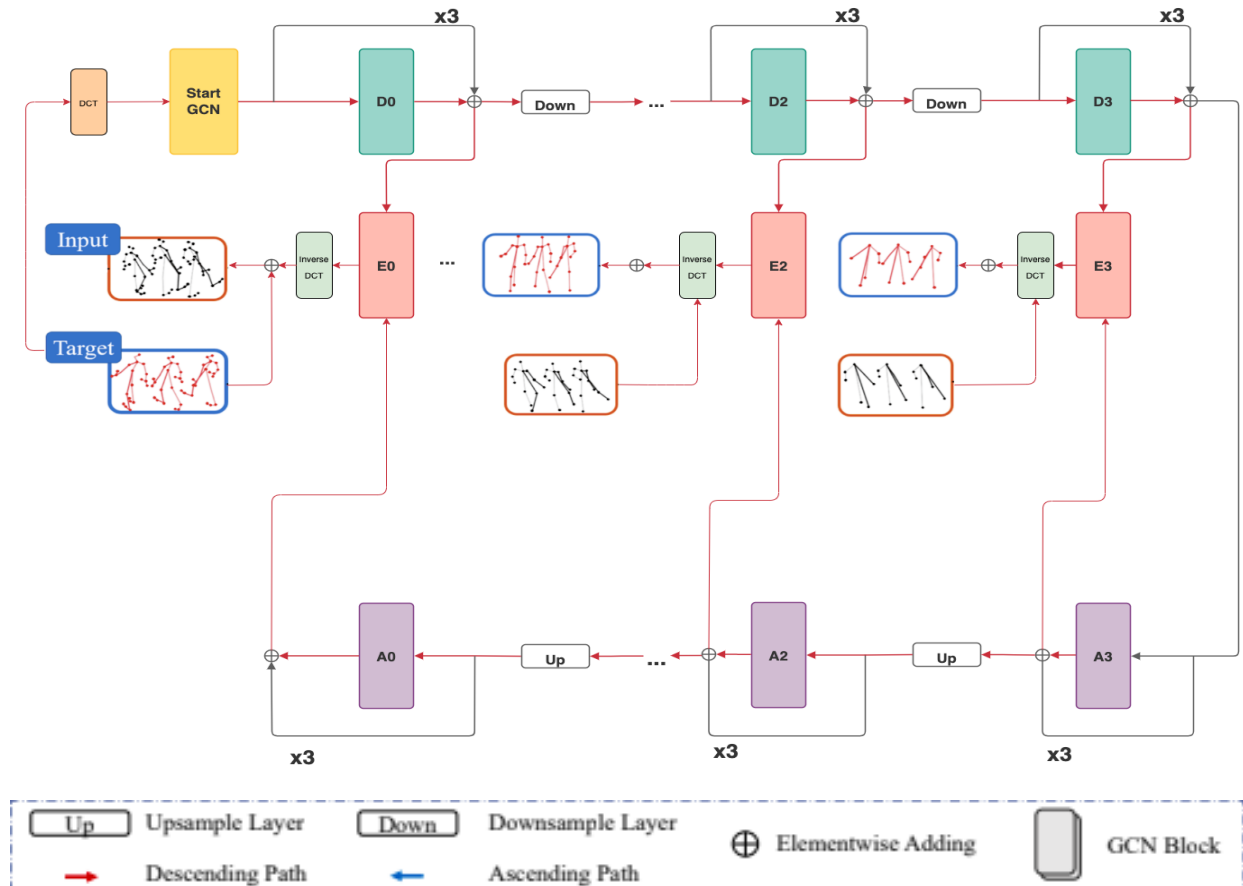 x3
x3
x3
DCT
Start
GCN
D0
Down
...
D2
Down
D3
Input
Inverse
DCT
E0
...
Inverse
DCT
E2
Inverse
DCT
E3
Target
A0
Up
...
A2
Up
A3
x3
x3
x3
Up Upsample Layer
Down Downsample Layer
Elementwise Adding
GCN Block
Descending Path
Ascending Path